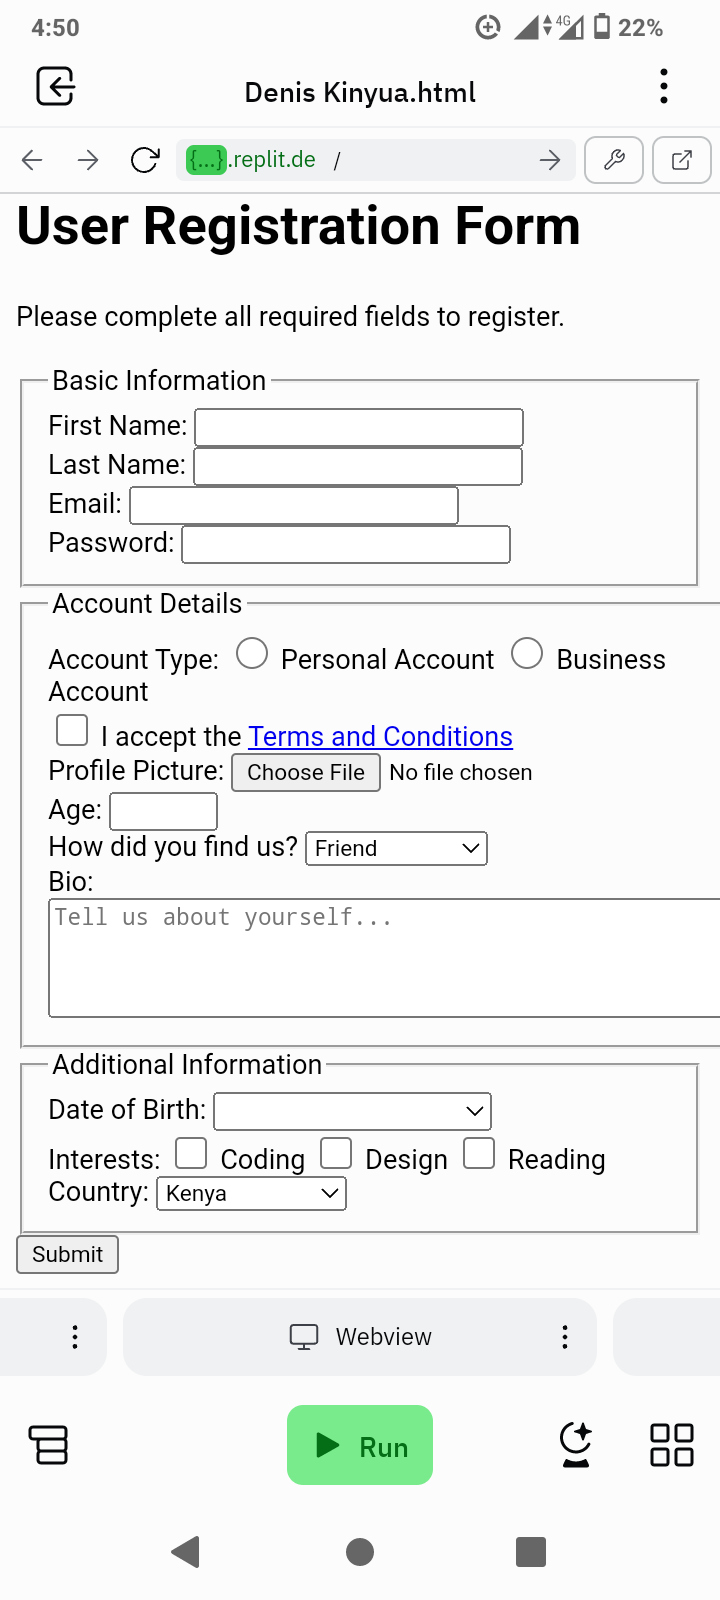 4:50 4G 22%
Denis Kinyua.html
{...}.replit.de /
User Registration Form
Please complete all required fields to register.
Basic Information
First Name:
Last Name:
Email:
Password:
Account Details
Account Type: Personal Account Business
Account
I accept the Terms and Conditions
Profile Picture: Choose File No file chosen
Age:
How did you find us? Friend
Bio:
Tell us about yourself...
Additional Information
Date of Birth:
Interests: Coding Design Reading
Country: Kenya
Submit
Webview
Run